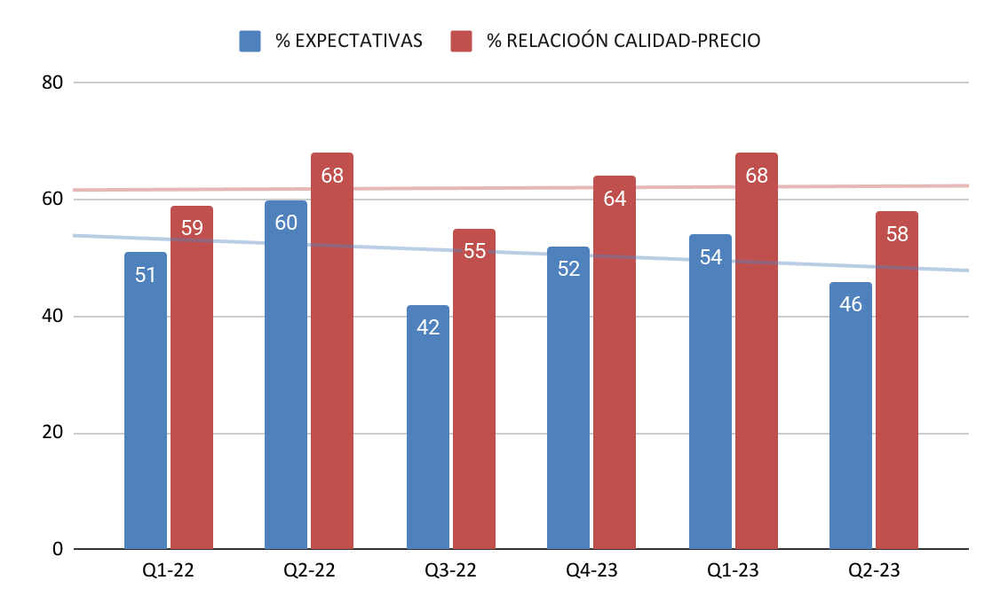 % EXPECTATIVAS % RELACIOÓN CALIDAD-PRECIO
80
60
40
20
0
51 59 60 68 42 55 52 64 54 68 46 58
Q1-22 Q2-22 Q3-22 Q4-23 Q1-23 Q2-23